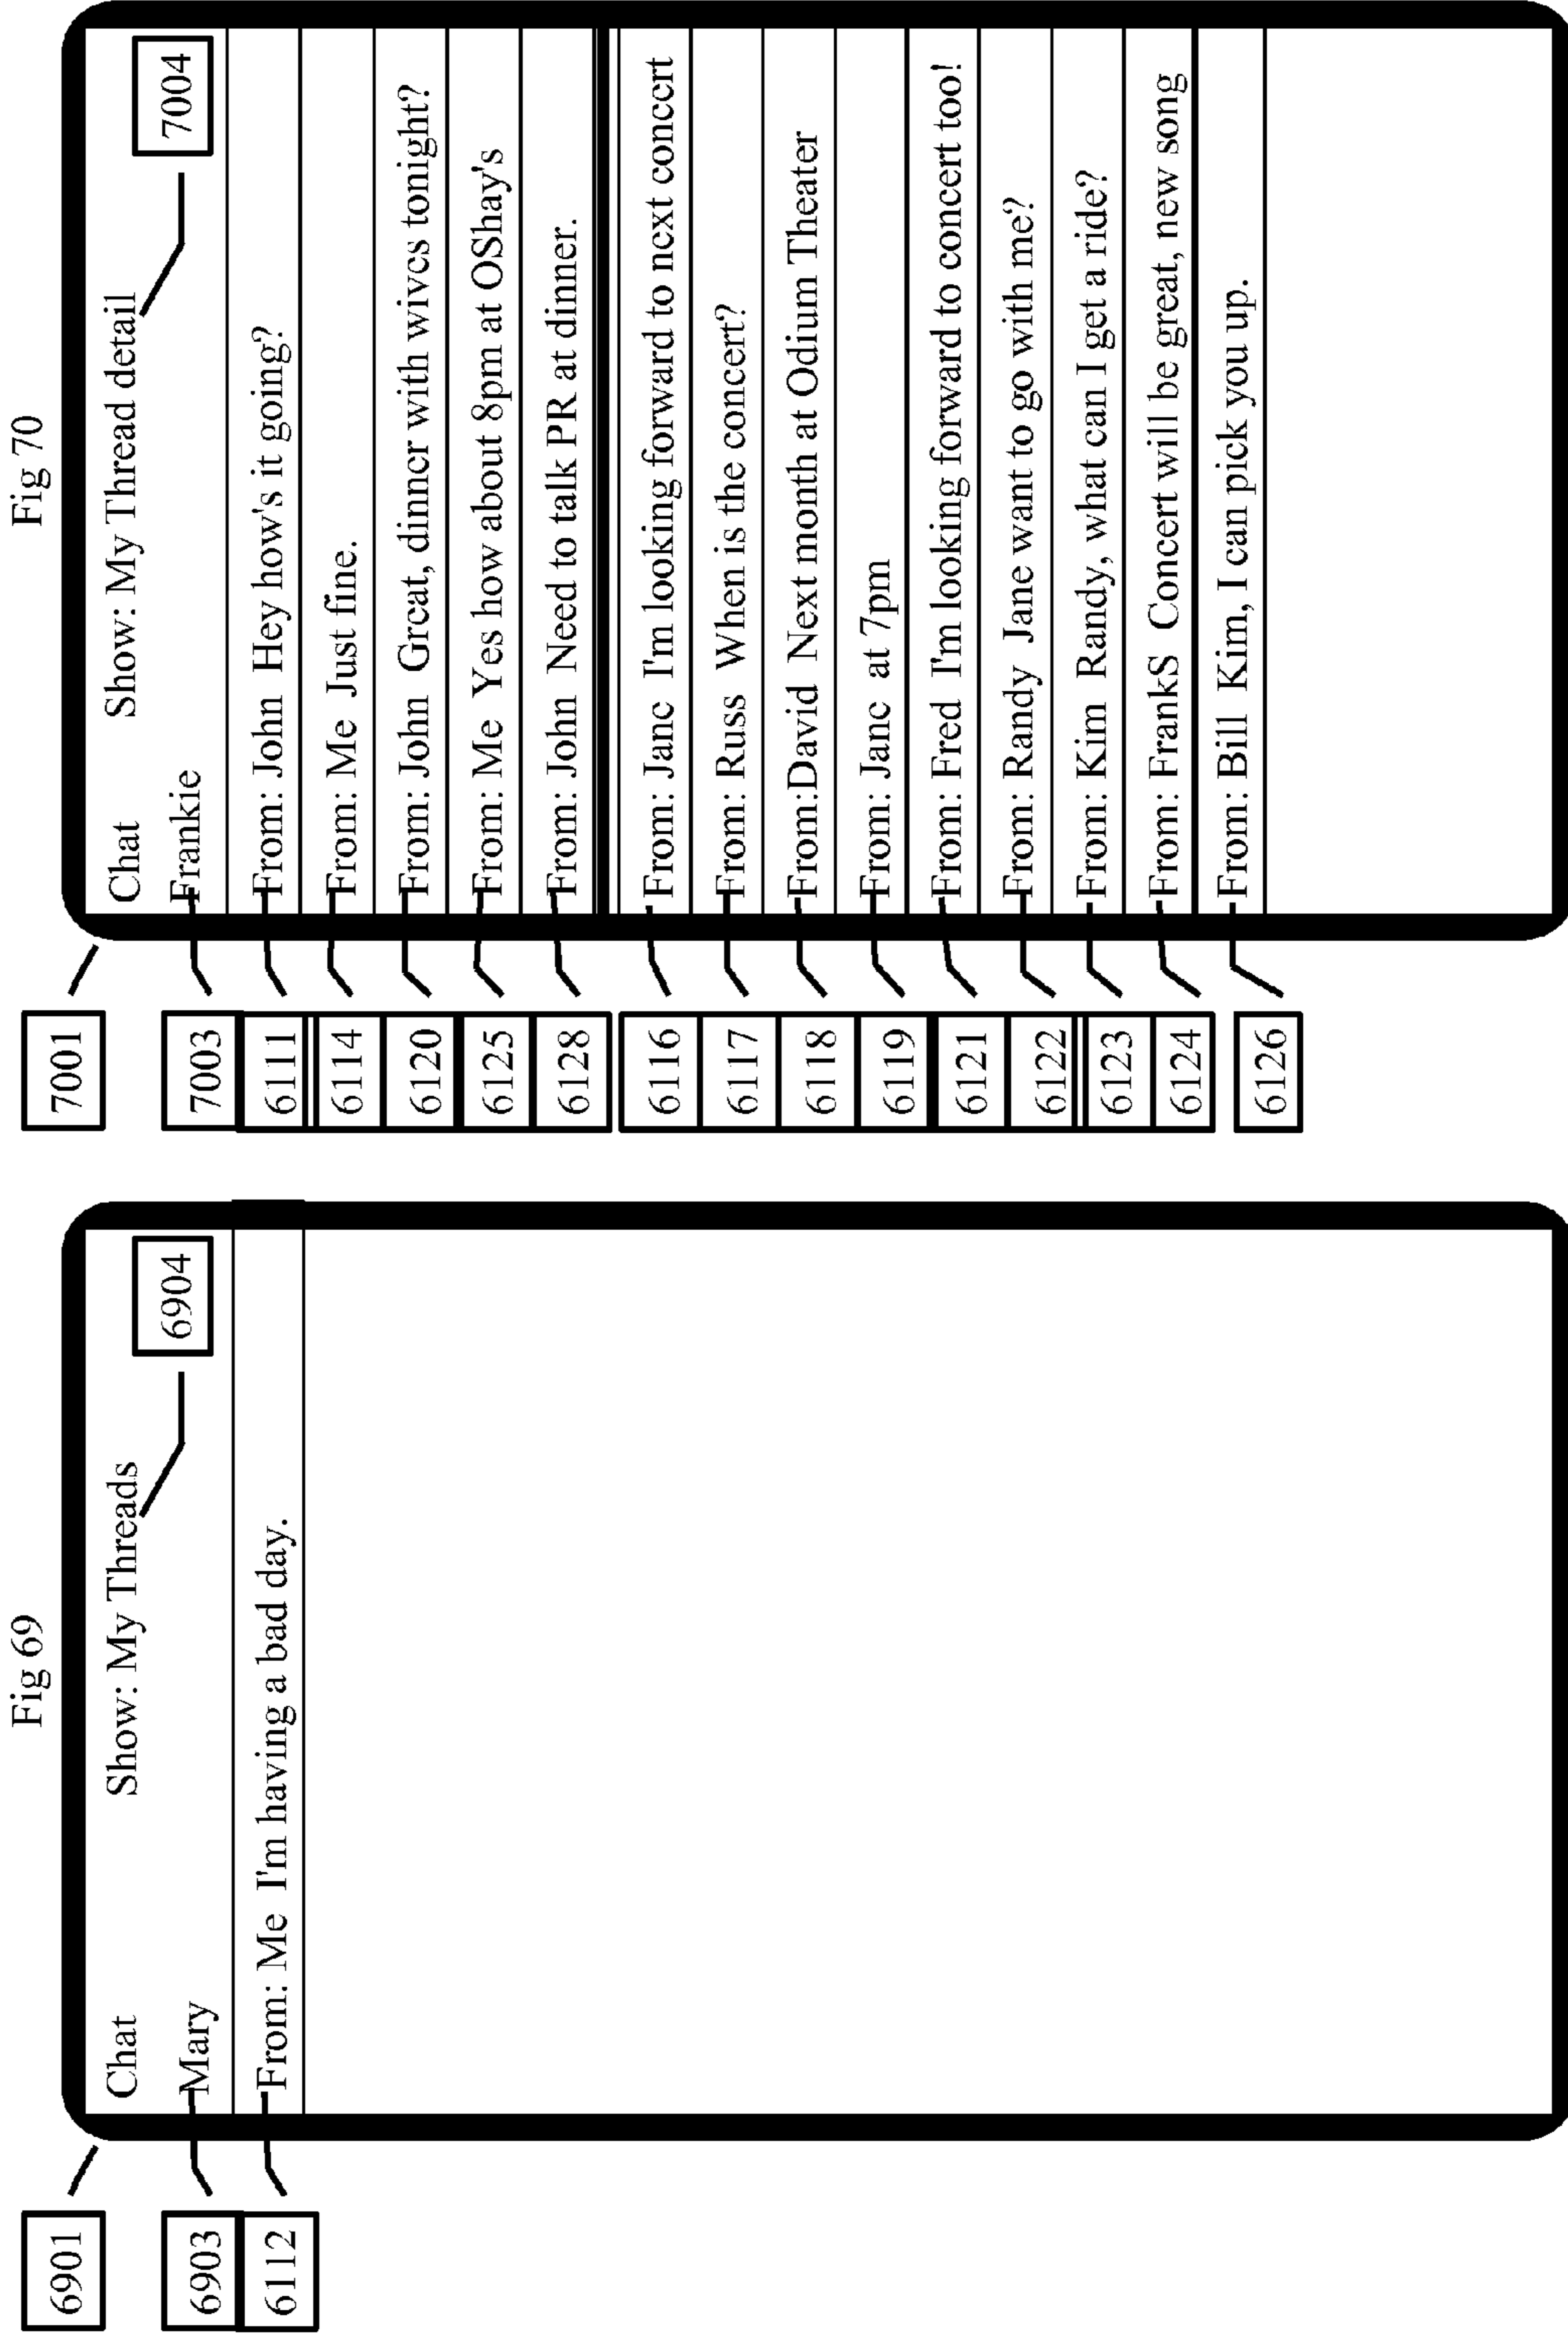 Fig 69
6901
Chat Show: My Threads
6904
6903
Mary
6112
From: Me I'm having a bad day.
Fig 70
7001
Chat Show: My Thread detail
7004
7003
Frankie
6111
From: John Hey how's it going?
6114
From: Me Just fine.
6120
From: John Great, dinner with wives tonight?
6125
From: Me Yes how about 8pm at OShay's
6128
From: John Need to talk PR at dinner.
6116
From: Jane I'm looking forward to next concert
6117
From: Russ When is the concert?
6118
From:David Next month at Odium Theater
6119
From: Jane at 7pm
6121
From: Fred I'm looking forward to concert too!
6122
From: Randy Jane want to go with me?
6123
From: Kim Randy, what can I get a ride?
6124
From: FrankS Concert will be great, new song
6126
From: Bill Kim, I can pick you up.